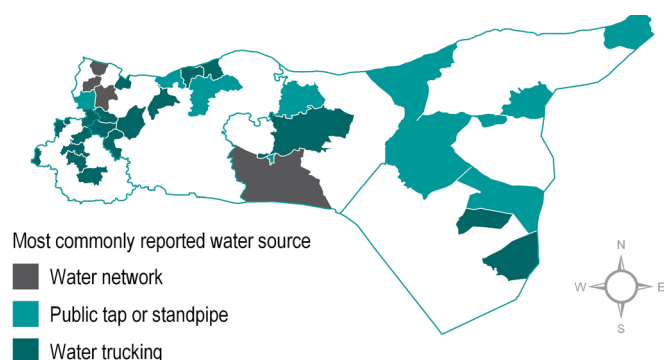 Most commonly reported water source
Water network
Public tap or standpipe
Water trucking
N
W
E
S